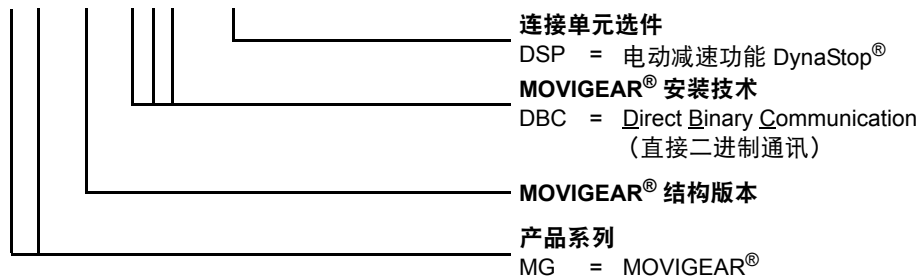 连接单元选件
DSP = 电动减速功能 DynaStop®
MOVIGEAR® 安装技术
DBC = Direct Binary Communication
（直接二进制通讯）
MOVIGEAR® 结构版本
产品系列
MG = MOVIGEAR®